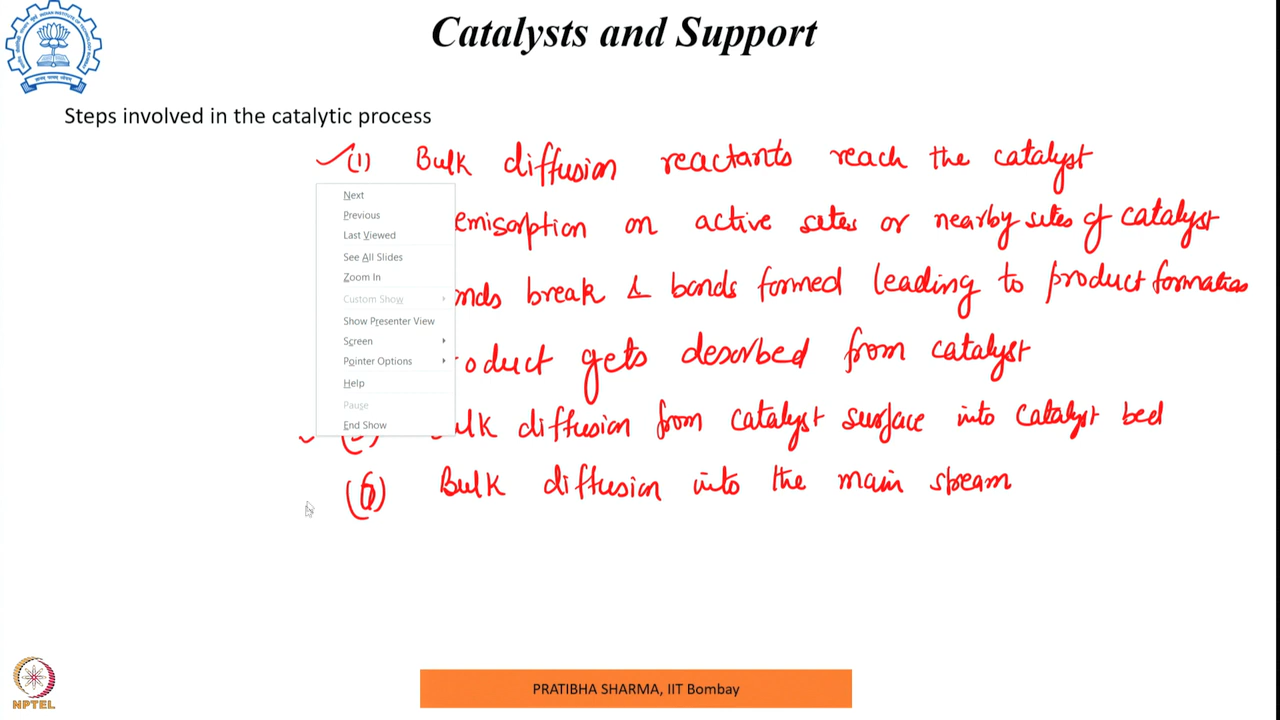 Catalysts and Support
Steps involved in the catalytic process
(1) Bulk diffusion reactants reach the catalyst
emisorption on active sites or nearby sites of catalyst
nds break & bonds formed leading to product formation
oduct gets desorbed from catalyst
ulk diffusion from catalyst surface into catalyst bed
(6) Bulk diffusion into the main stream
Next
Previous
Last Viewed
See All Slides
Zoom In
Custom Show
Show Presenter View
Screen
Pointer Options
Help
Pause
End Show
NPTEL
PRATIBHA SHARMA, IIT Bombay